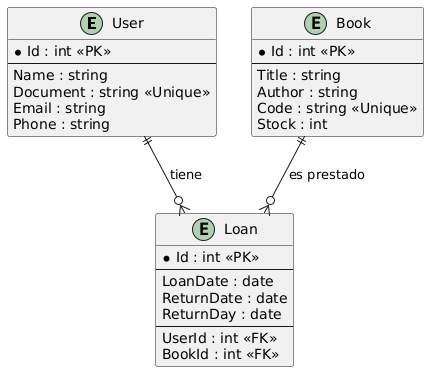 E User
* Id : int «PK»
Name : string
Document : string «Unique»
Email : string
Phone : string
E Book
* Id : int «PK»
Title : string
Author : string
Code : string «Unique»
Stock : int
tiene
es prestado
E Loan
* Id : int «PK»
LoanDate : date
ReturnDate : date
ReturnDay : date
UserId : int «FK»
BookId : int «FK»